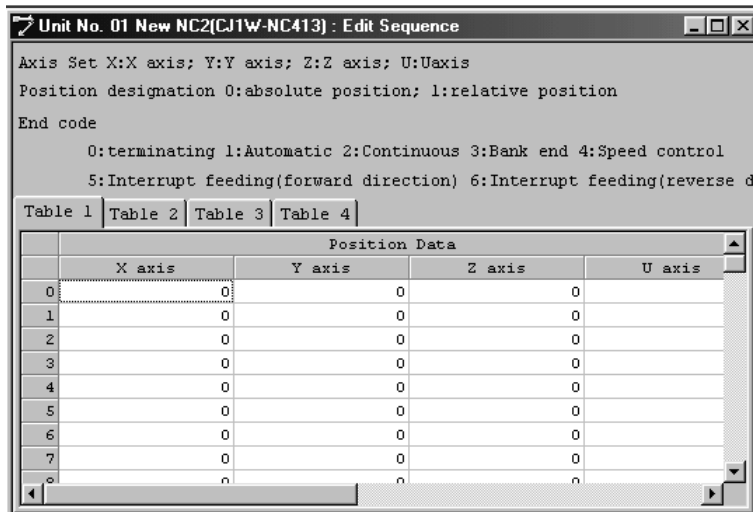 Unit No. 01 New NC2(CJ1W-NC413) : Edit Sequence
Axis Set X:X axis; Y:Y axis; Z:Z axis; U:Uaxis
Position designation 0:absolute position; 1:relative position
End code
0:terminating 1:Automatic 2:Continuous 3:Bank end 4:Speed control
5:Interrupt feeding(forward direction) 6:Interrupt feeding(reverse d
Table 1 Table 2 Table 3 Table 4
Position Data
X axis Y axis Z axis U axis
0 0 0 0
1 0 0 0
2 0 0 0
3 0 0 0
4 0 0 0
5 0 0 0
6 0 0 0
7 0 0 0
8 0 0 0